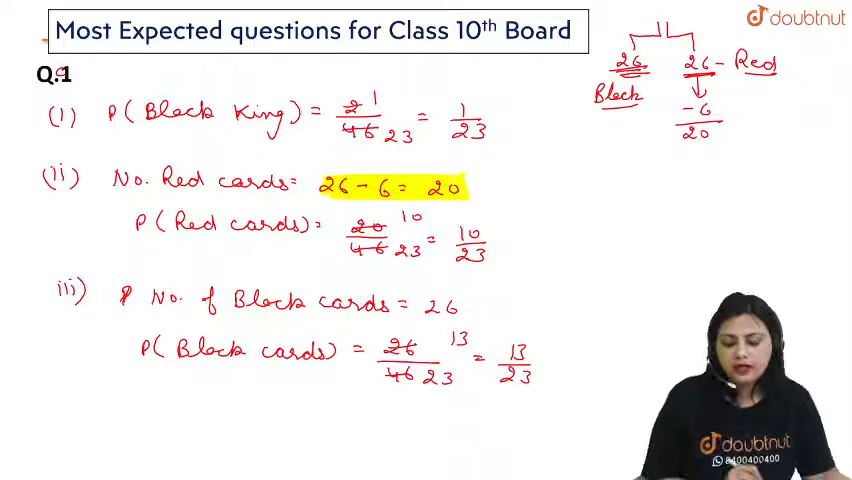 Most Expected questions for Class 10th Board
doubtnut
Q.1
26 26 - Red
Black
-6
20
(i) P(Black King) = 2 1 / 46 23 = 1/23
(ii) No. Red cards = 26 - 6 = 20
P(Red cards) = 20 10 / 46 23 = 10/23
iii) No. of Black cards = 26
P(Black cards) = 26 13 / 46 23 = 13/23
doubtnut
8400400400